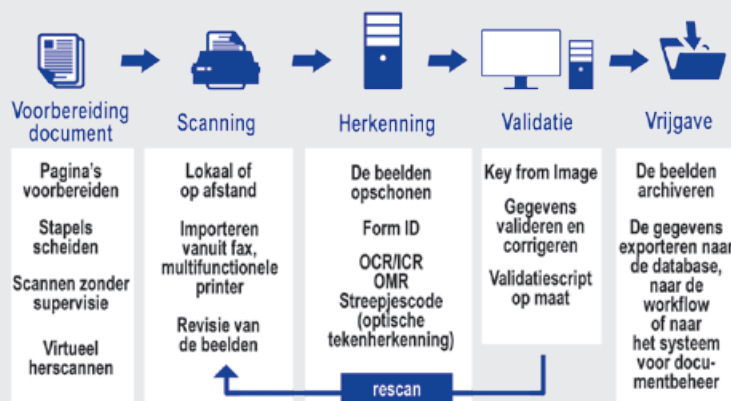 Voorbereiding
document
Scanning
Herkenning
Validatie
Vrijgave
Pagina's
voorbereiden
Stapels
scheiden
Scannen zonder
supervisie
Virtueel
herscannen
Lokaal of
op afstand
Importeren
vanuit fax,
multifunctionele
printer
Revisie van
de beelden
De beelden
opschonen
Form ID
OCR/ICR
OMR
Streepjescode
(optische
tekenherkenning)
Key from Image
Gegevens
valideren en
corrigeren
Validatiescript
op maat
De beelden
archiveren
De gegevens
exporteren naar
de database,
naar de
workflow
of naar
het systeem
voor docu-
mentbeheer
rescan